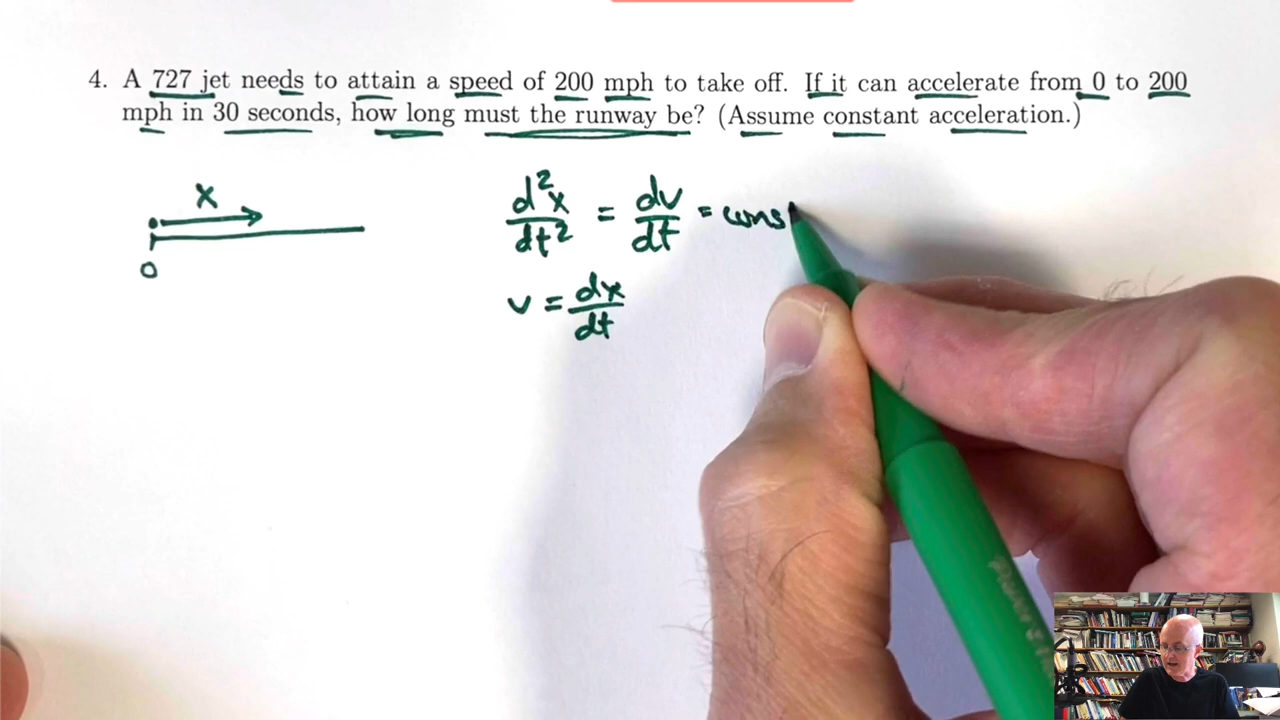 4. A 727 jet needs to attain a speed of 200 mph to take off. If it can accelerate from 0 to 200
mph in 30 seconds, how long must the runway be? (Assume constant acceleration.)
x
0
d²x/dt² = dv/dt = cons
v = dx/dt